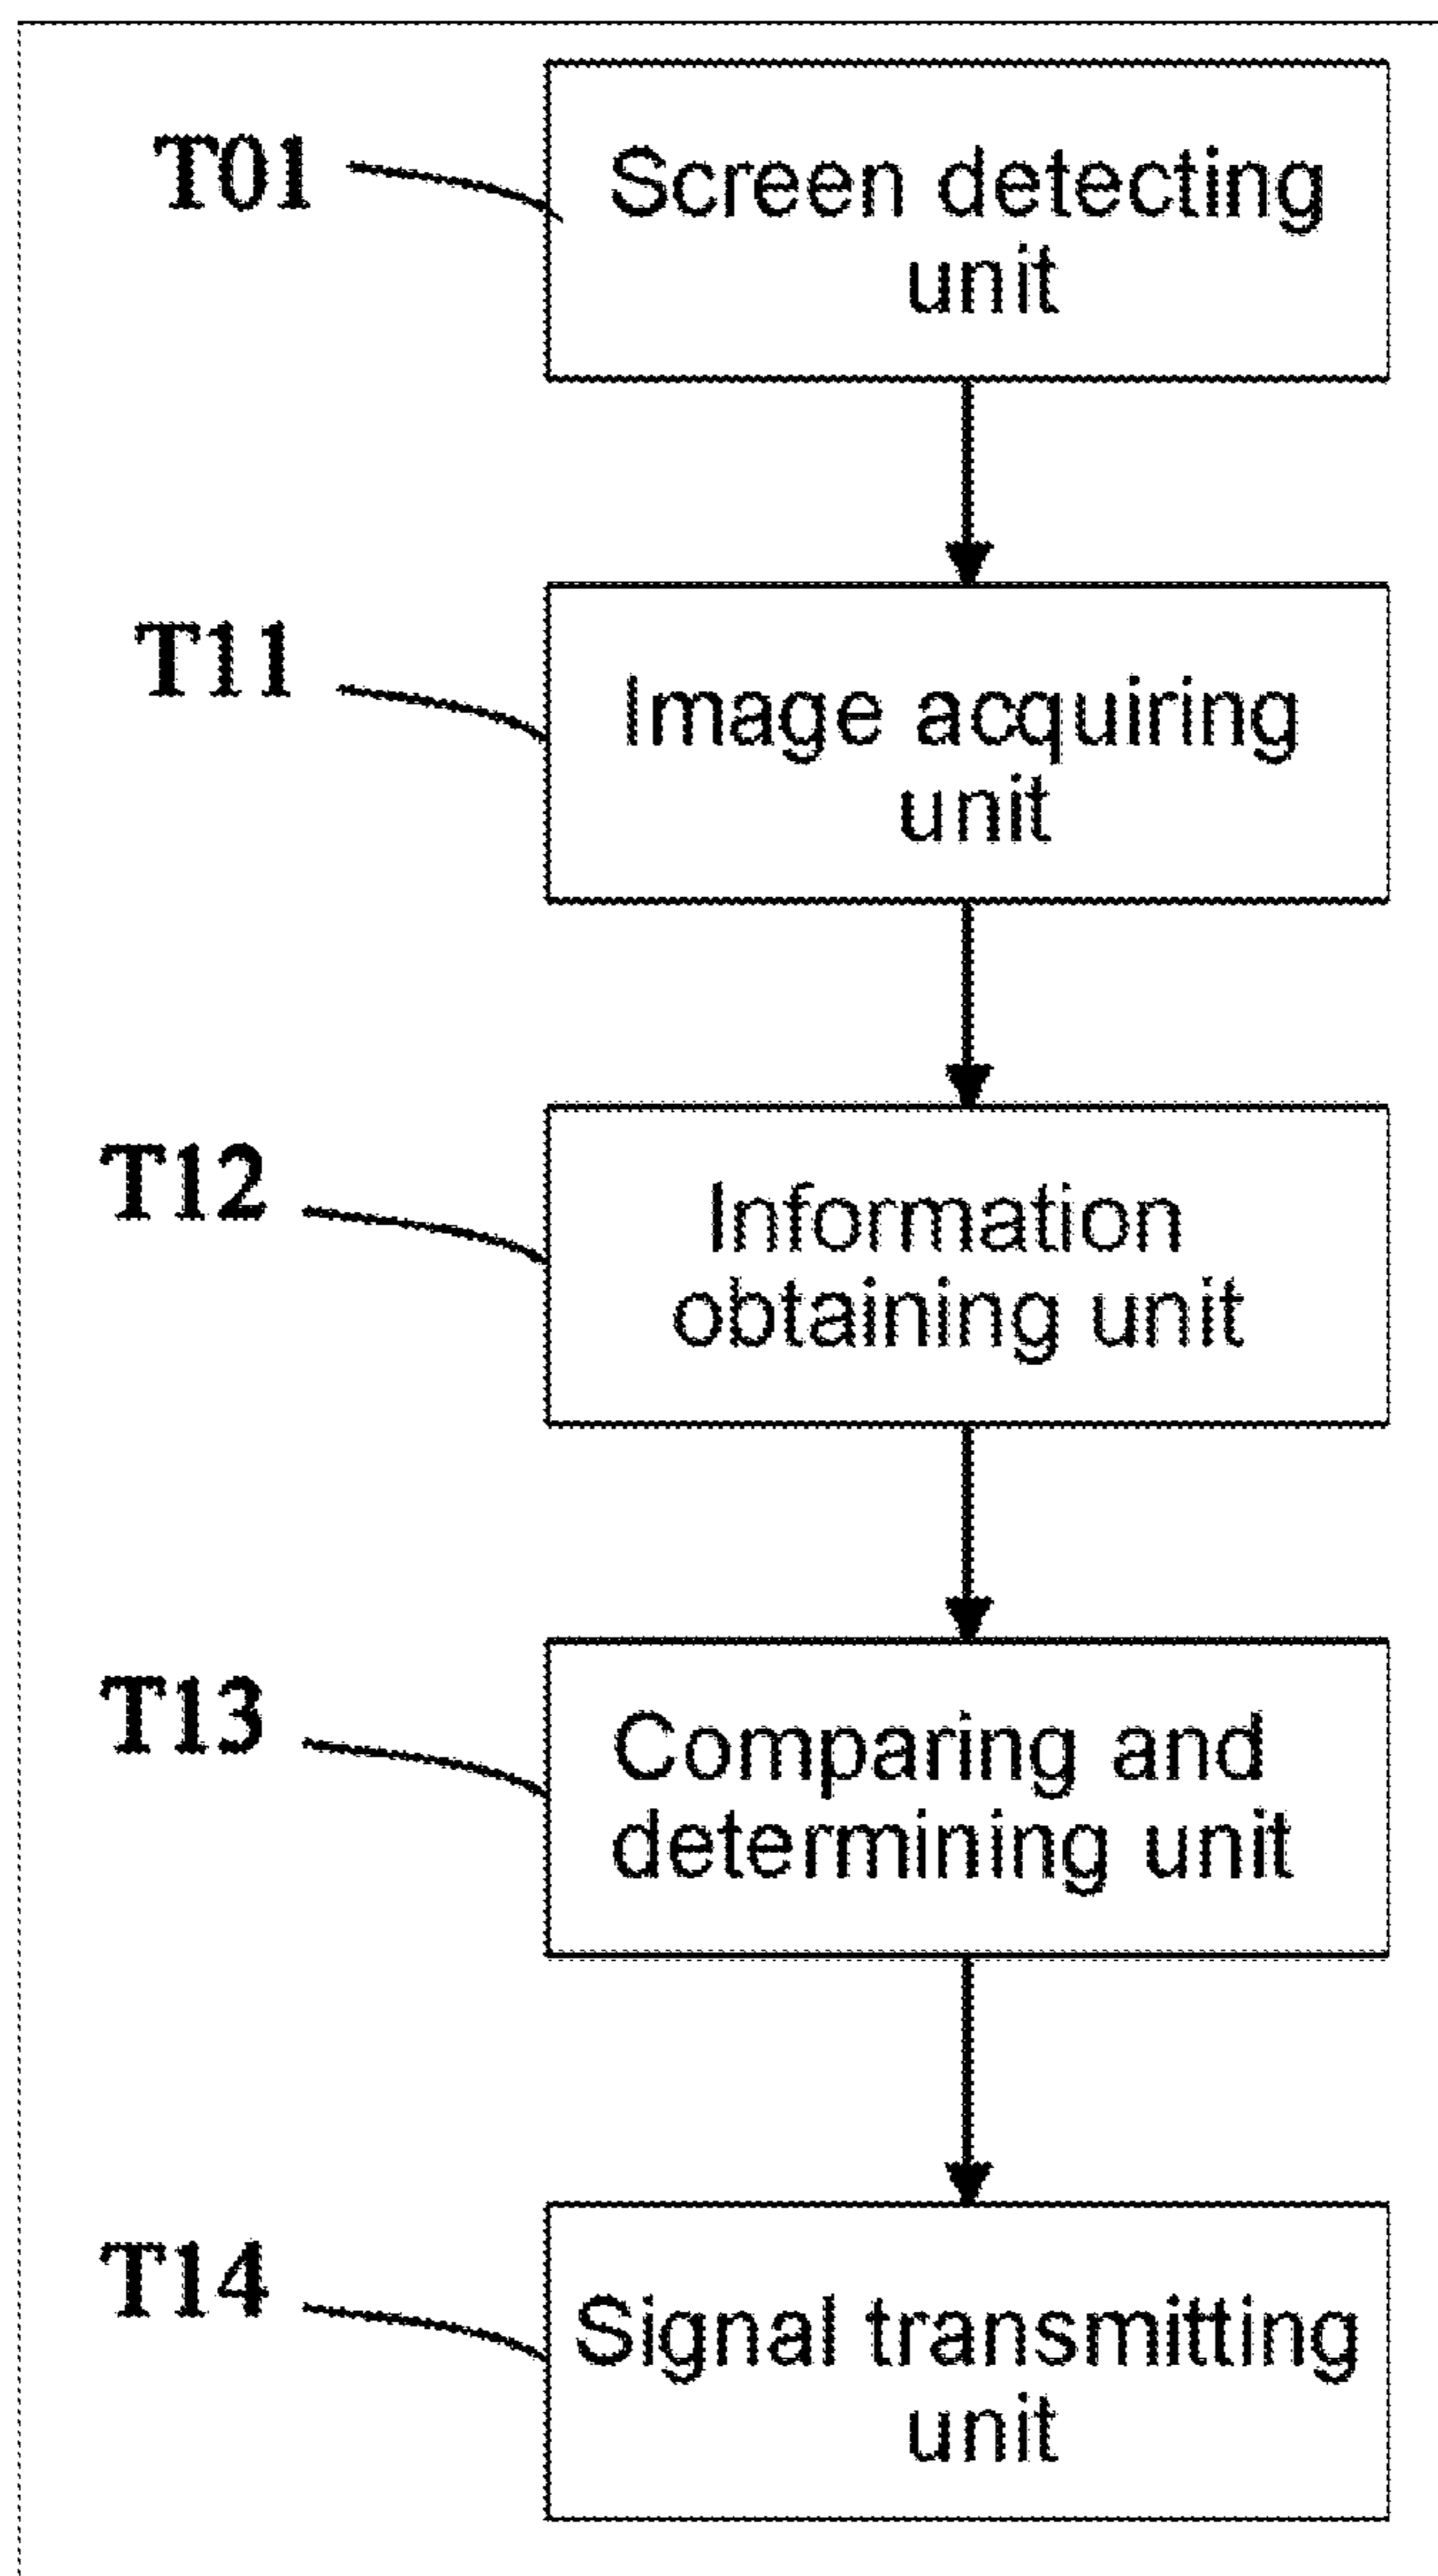 T01
Screen detecting
unit
T11
Image acquiring
unit
T12
Information
obtaining unit
T13
Comparing and
determining unit
T14
Signal transmitting
unit